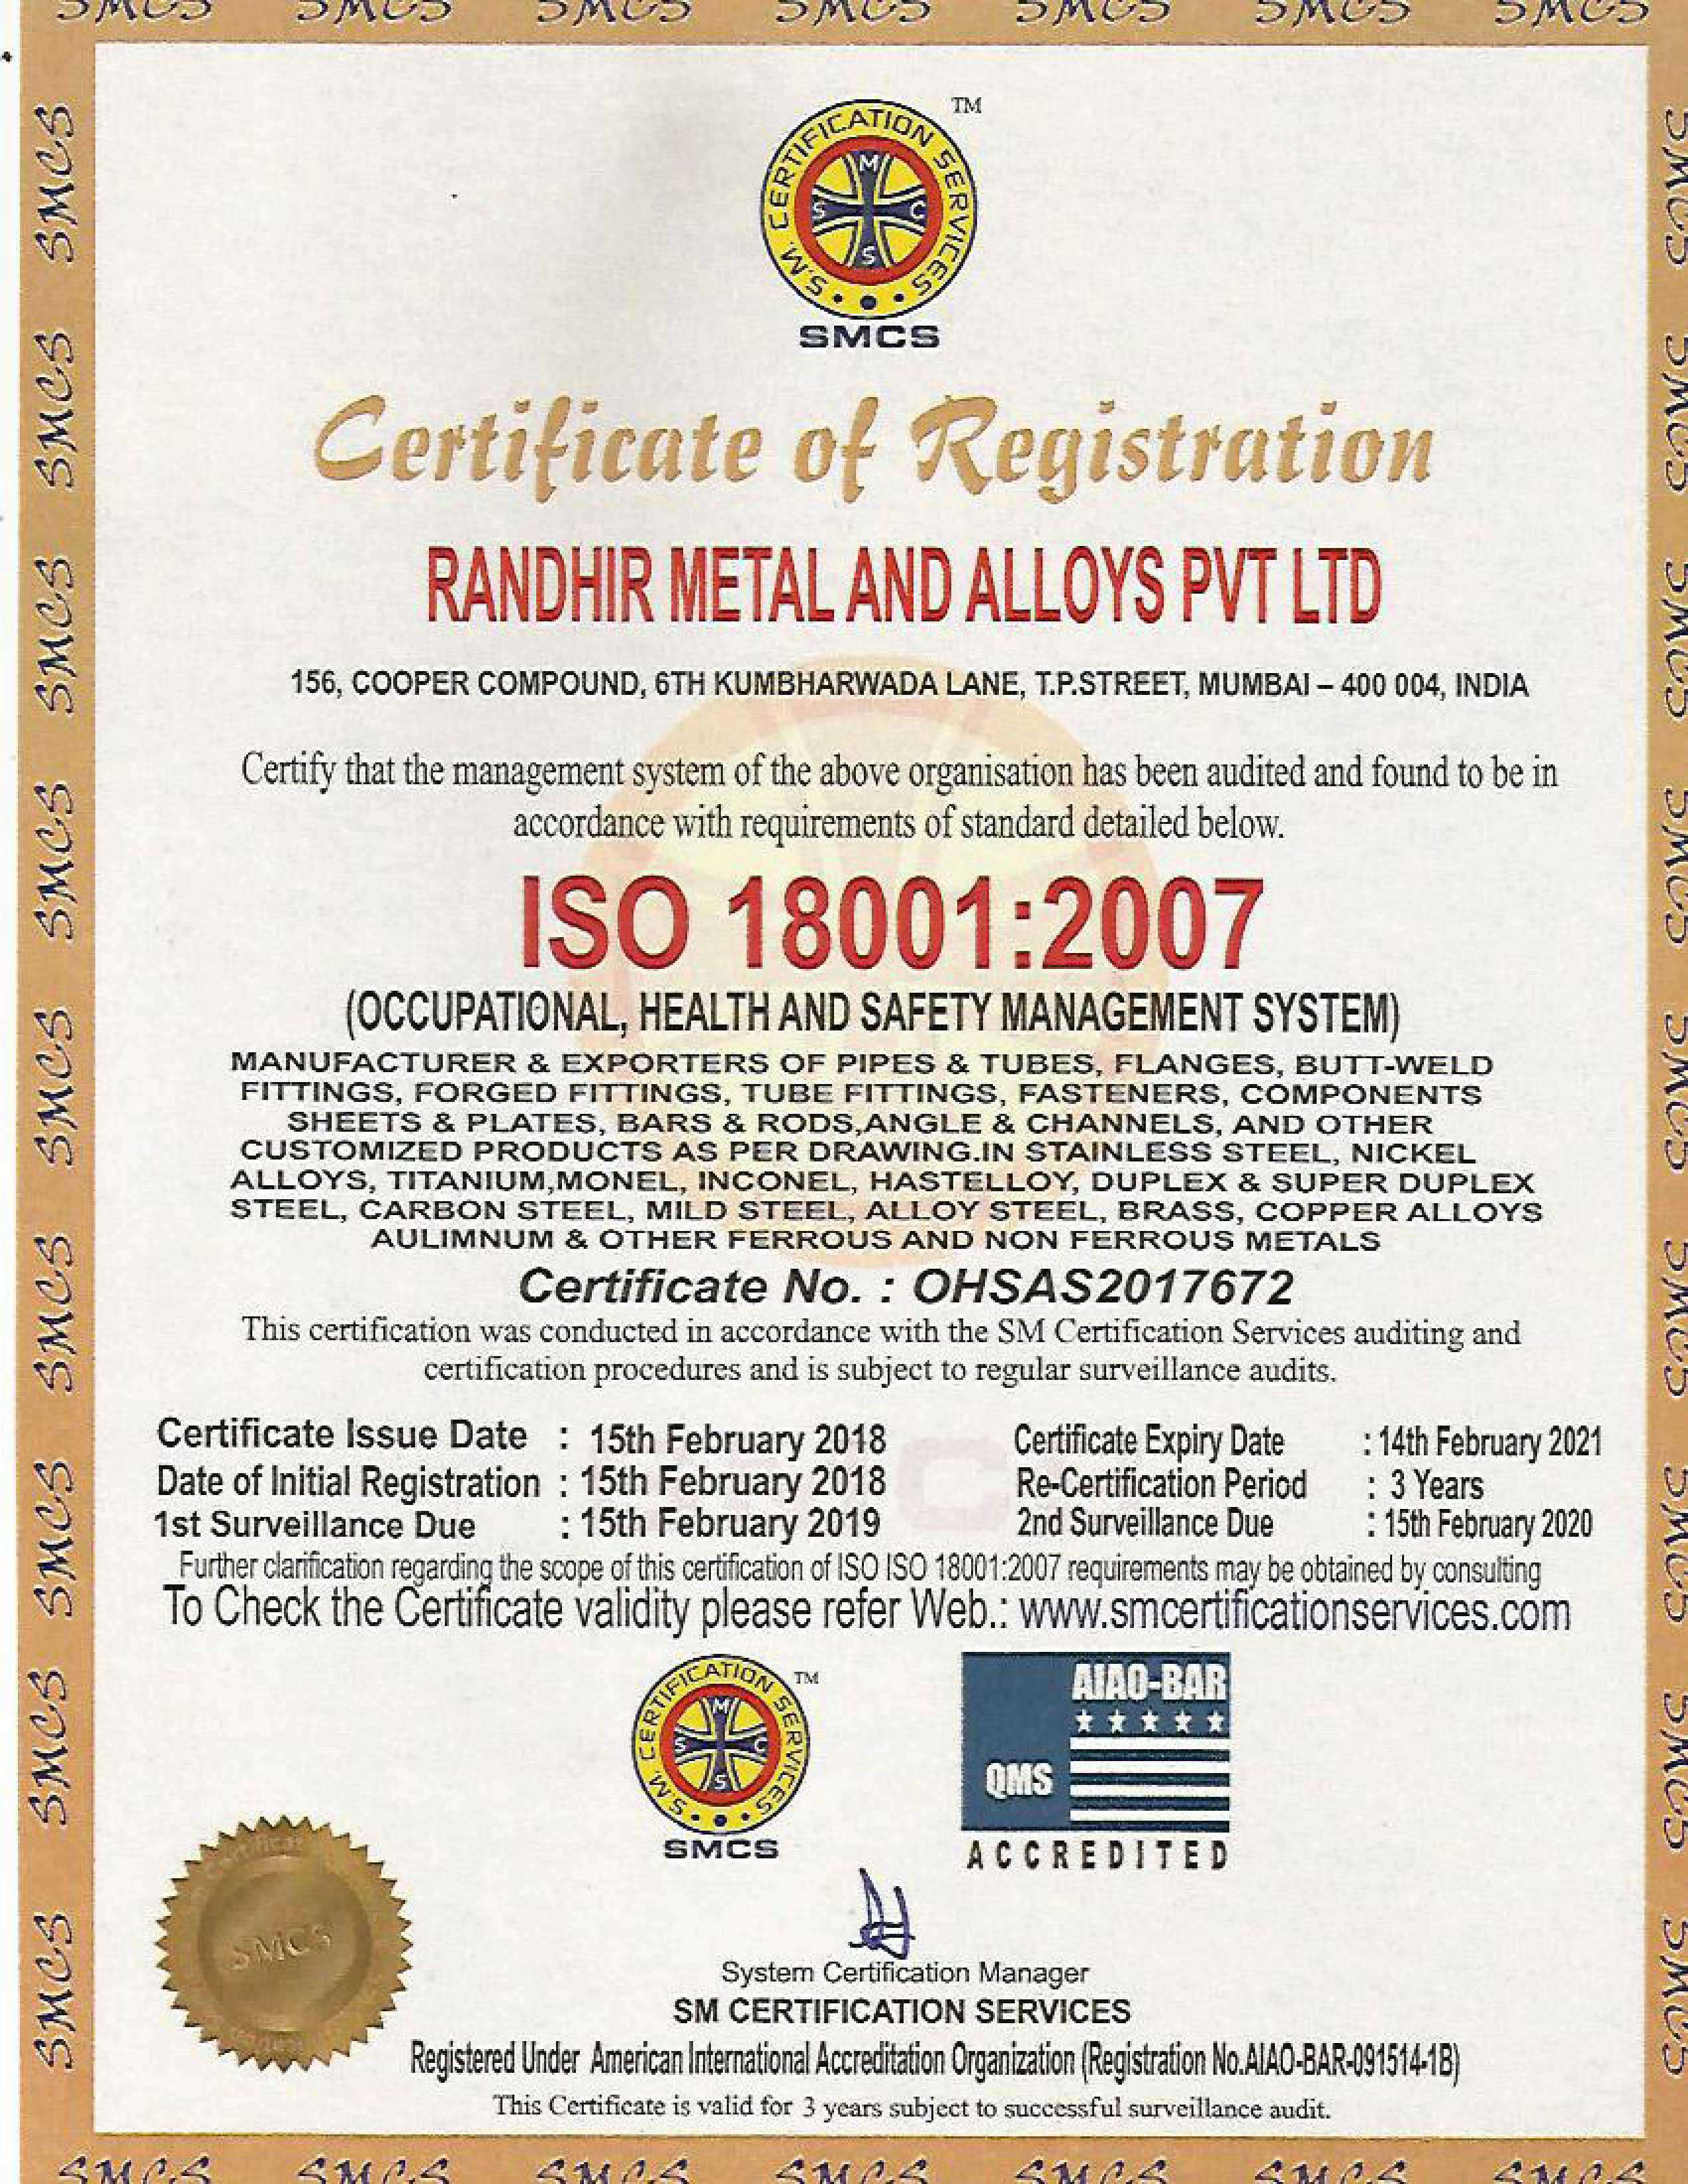 SMCS SMCS SMCS SMCS SMCS SMCS SMCS
TM
S.M. CERTIFICATION SERVICES
M
S C
S
SMCS
Certificate of Registration
RANDHIR METAL AND ALLOYS PVT LTD
156, COOPER COMPOUND, 6TH KUMBHARWADA LANE, T.P.STREET, MUMBAI – 400 004, INDIA
Certify that the management system of the above organisation has been audited and found to be in
accordance with requirements of standard detailed below.
ISO 18001:2007
(OCCUPATIONAL, HEALTH AND SAFETY MANAGEMENT SYSTEM)
MANUFACTURER & EXPORTERS OF PIPES & TUBES, FLANGES, BUTT-WELD
FITTINGS, FORGED FITTINGS, TUBE FITTINGS, FASTENERS, COMPONENTS
SHEETS & PLATES, BARS & RODS,ANGLE & CHANNELS, AND OTHER
CUSTOMIZED PRODUCTS AS PER DRAWING.IN STAINLESS STEEL, NICKEL
ALLOYS, TITANIUM,MONEL, INCONEL, HASTELLOY, DUPLEX & SUPER DUPLEX
STEEL, CARBON STEEL, MILD STEEL, ALLOY STEEL, BRASS, COPPER ALLOYS
AULIMNUM & OTHER FERROUS AND NON FERROUS METALS
Certificate No. : OHSAS2017672
This certification was conducted in accordance with the SM Certification Services auditing and
certification procedures and is subject to regular surveillance audits.
Certificate Issue Date : 15th February 2018 Certificate Expiry Date : 14th February 2021
Date of Initial Registration : 15th February 2018 Re-Certification Period : 3 Years
1st Surveillance Due : 15th February 2019 2nd Surveillance Due : 15th February 2020
Further clarification regarding the scope of this certification of ISO ISO 18001:2007 requirements may be obtained by consulting
To Check the Certificate validity please refer Web.: www.smcertificationservices.com
S.M. CERTIFICATION SERVICES TM
M
S C
S
SMCS
AIAO-BAR
QMS
ACCREDITED
SMCS
System Certification Manager
SM CERTIFICATION SERVICES
Registered Under American International Accreditation Organization (Registration No.AIAO-BAR-091514-1B)
This Certificate is valid for 3 years subject to successful surveillance audit.
SMCS SMCS SMCS SMCS SMCS SMCS SMCS